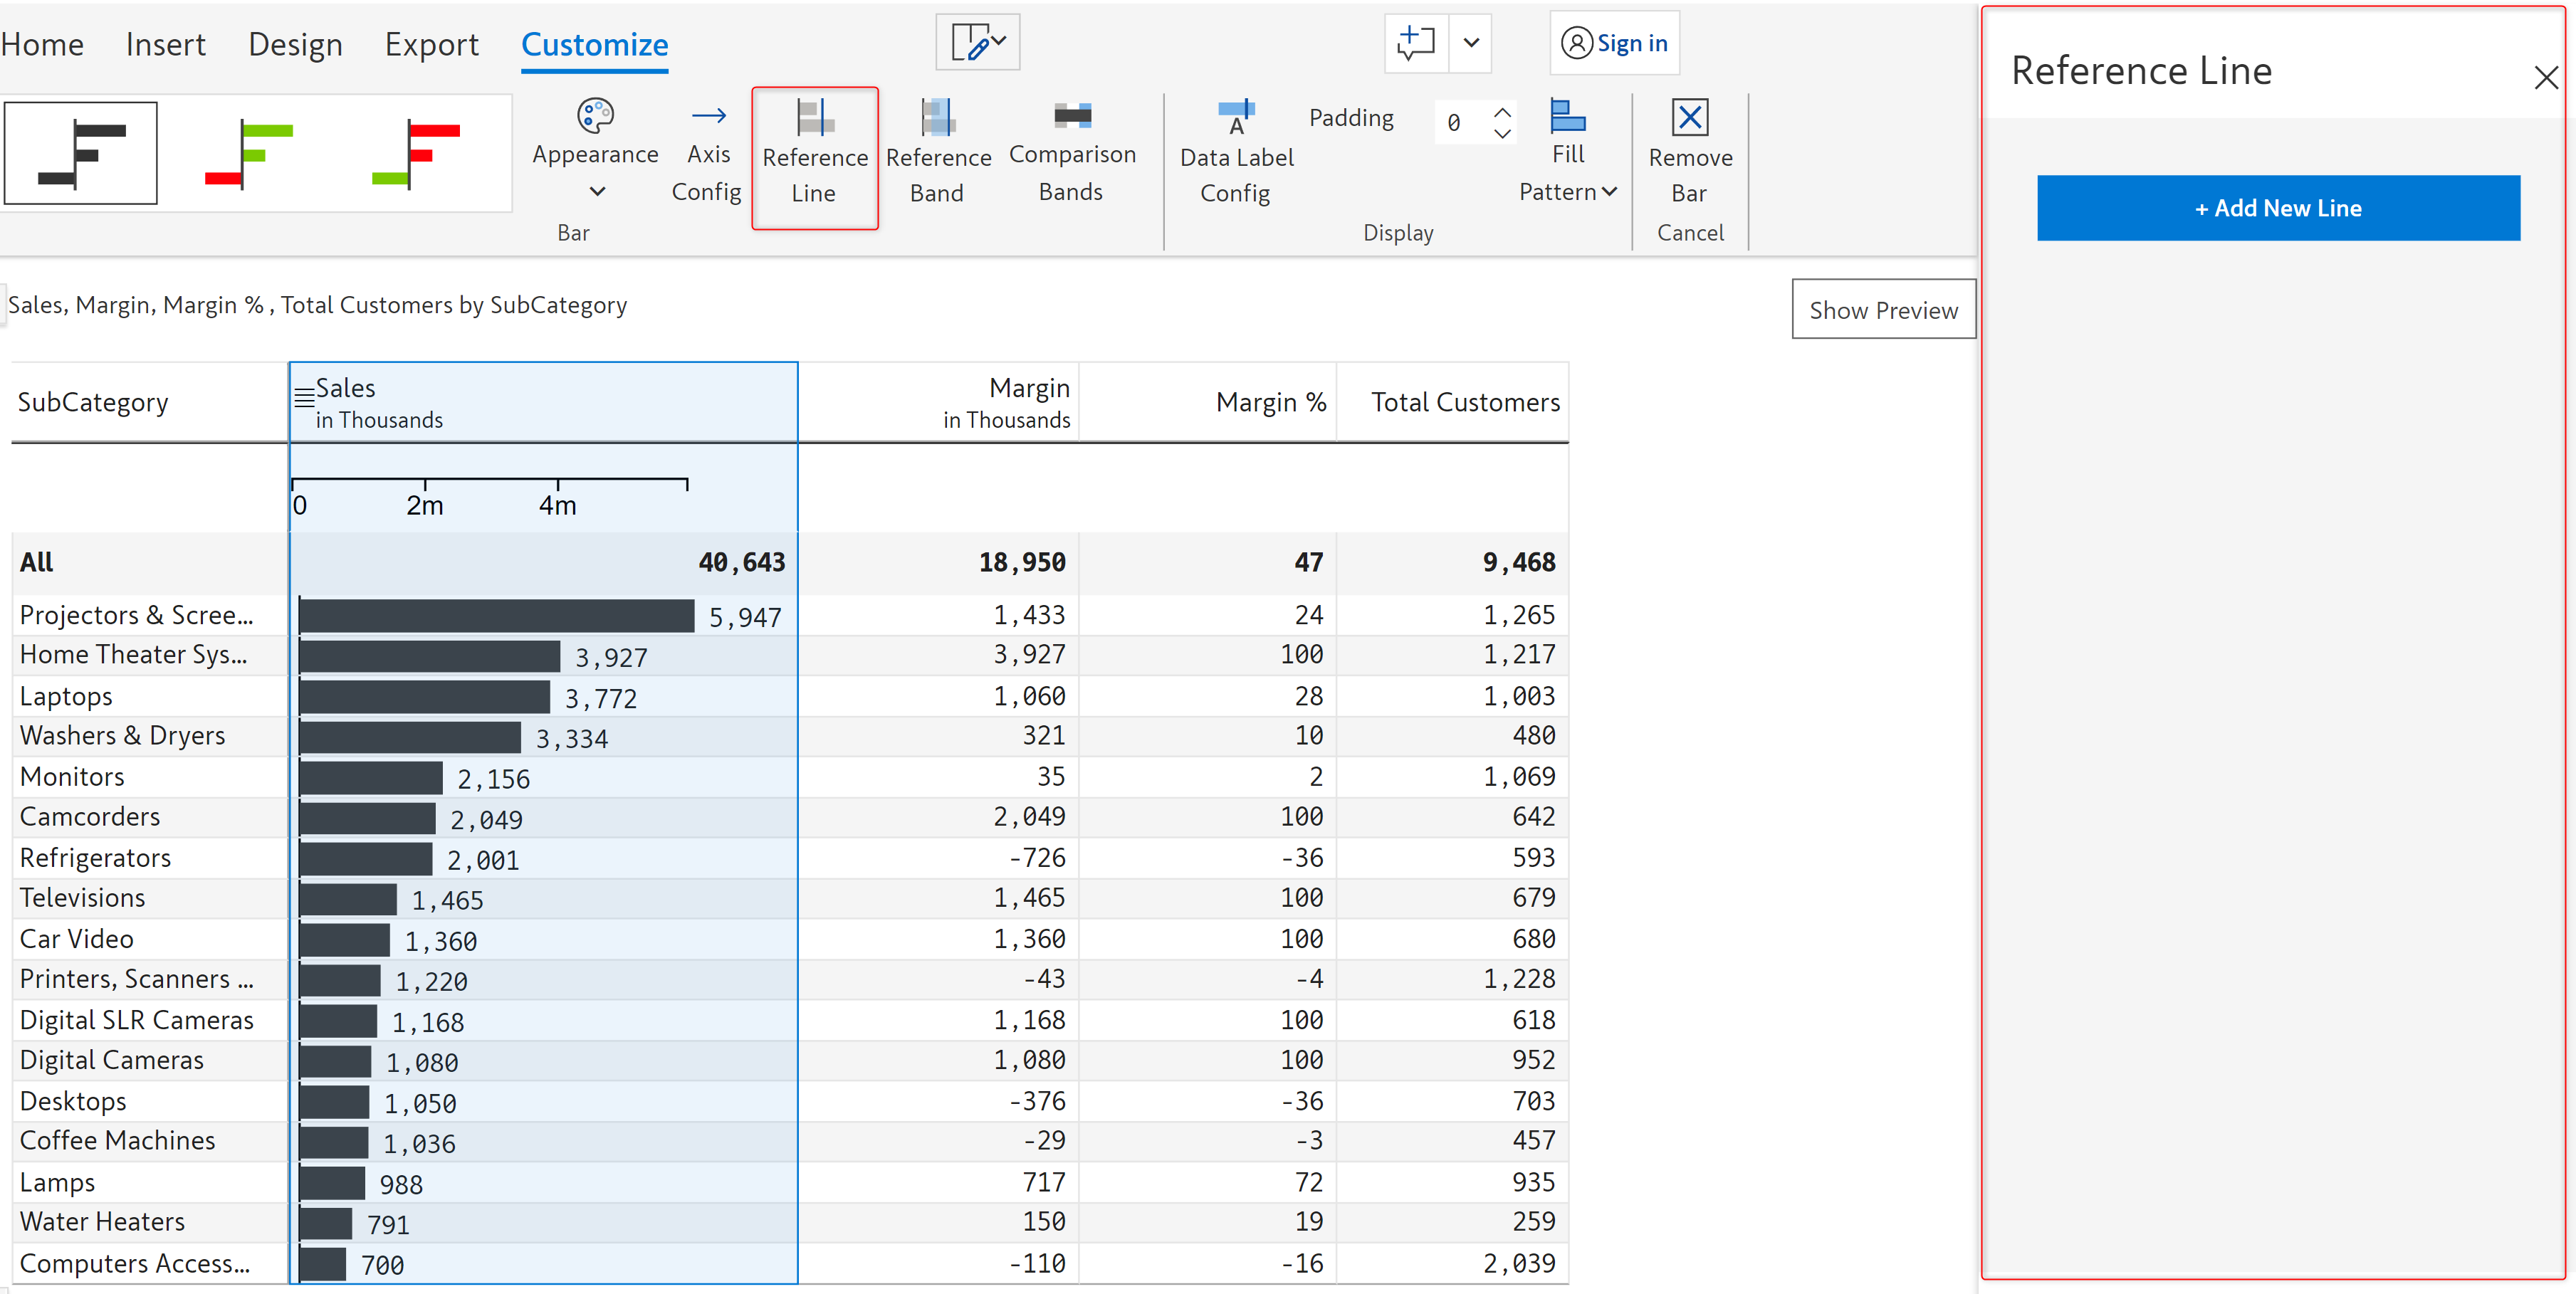 Home Insert Design Export Customize
Sign in
Reference Line
Appearance
Axis Config
Reference Line
Reference Band
Comparison Bands
Data Label Config
Padding 0
Fill Pattern
Remove Bar
Bar
Display
Cancel
+ Add New Line
Sales, Margin, Margin % , Total Customers by SubCategory
Show Preview
SubCategory Sales in Thousands Margin in Thousands Margin % Total Customers
0 2m 4m
All 40,643 18,950 47 9,468
Projectors & Scree... 5,947 1,433 24 1,265
Home Theater Sys... 3,927 3,927 100 1,217
Laptops 3,772 1,060 28 1,003
Washers & Dryers 3,334 321 10 480
Monitors 2,156 35 2 1,069
Camcorders 2,049 2,049 100 642
Refrigerators 2,001 -726 -36 593
Televisions 1,465 1,465 100 679
Car Video 1,360 1,360 100 680
Printers, Scanners ... 1,220 -43 -4 1,228
Digital SLR Cameras 1,168 1,168 100 618
Digital Cameras 1,080 1,080 100 952
Desktops 1,050 -376 -36 703
Coffee Machines 1,036 -29 -3 457
Lamps 988 717 72 935
Water Heaters 791 150 19 259
Computers Access... 700 -110 -16 2,039